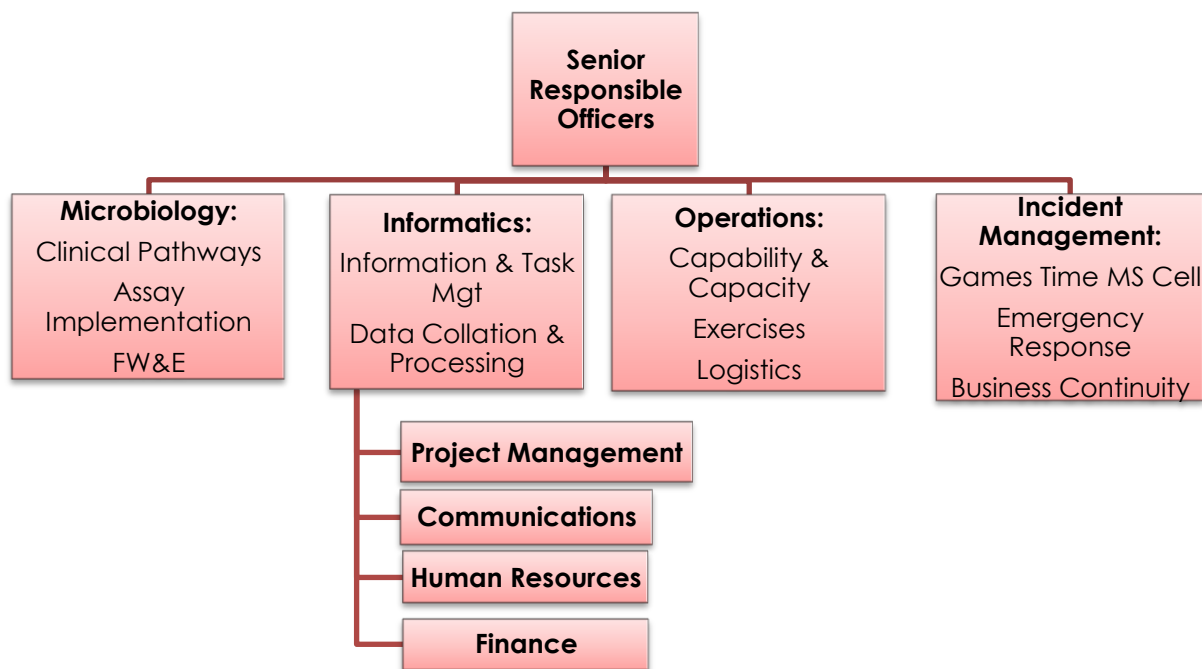 Senior
Responsible
Officers
Microbiology:
Clinical Pathways
Assay
Implementation
FW&E
Informatics:
Information & Task
Mgt
Data Collation &
Processing
Operations:
Capability &
Capacity
Exercises
Logistics
Incident
Management:
Games Time MS Cell
Emergency
Response
Business Continuity
Project Management
Communications
Human Resources
Finance